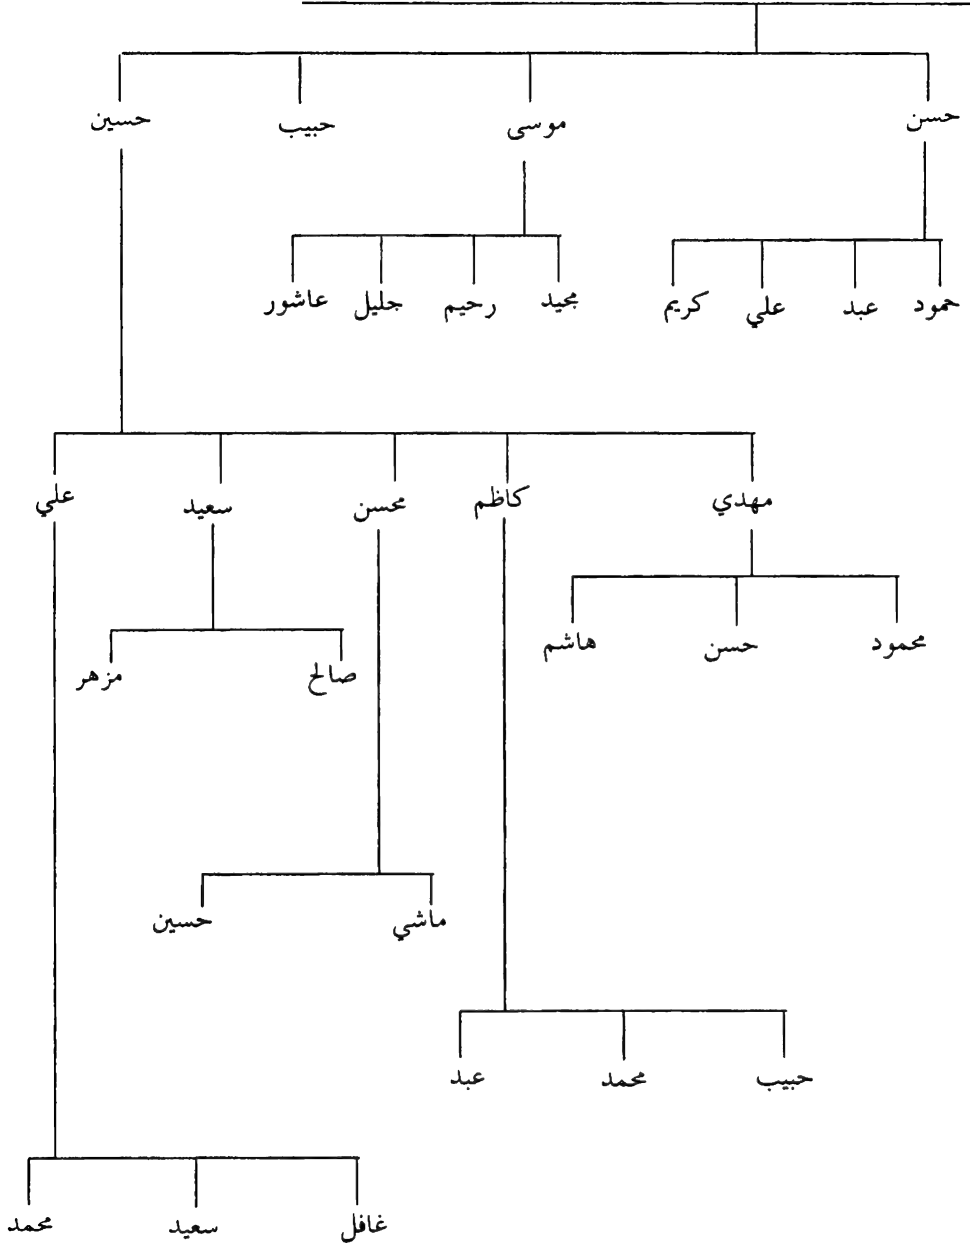 حسن موسى حبيب حسين
حمود عبد علي كريم مجيد رحيم جليل عاشور
مهدي كاظم محسن سعيد علي
محمود حسن هاشم
صالح مزهر
ماشي حسين
حبيب محمد عبد
غافل سعيد محمد